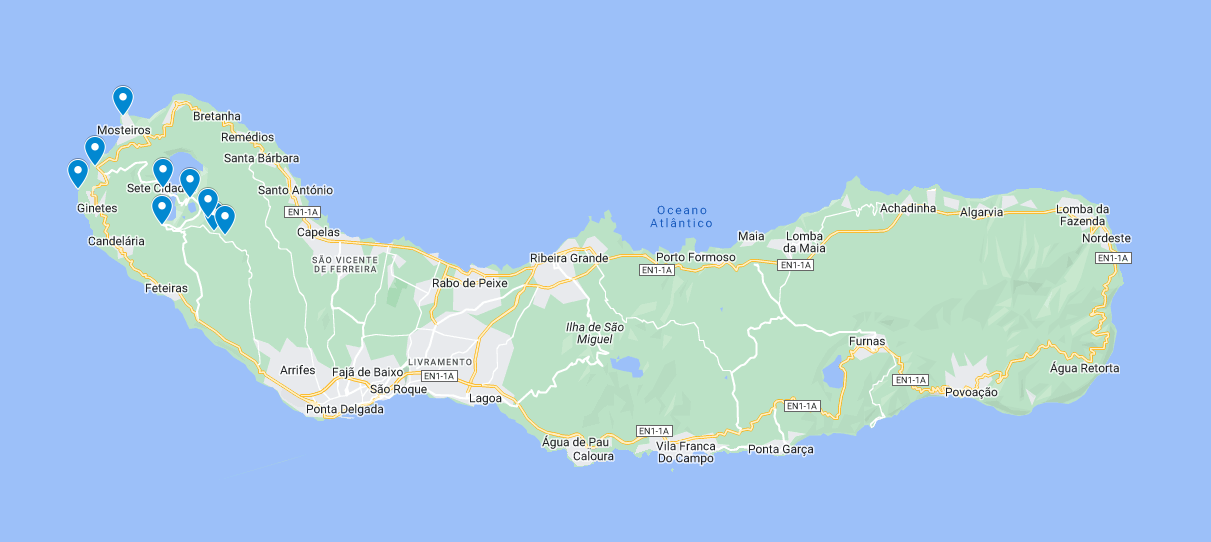 Mosteiros
Bretanha
Remédios
Santa Bárbara
Sete Cidad
Santo António
Ginetes
EN1-1A
Capelas
Candelária
SÃO VICENTE
DE FERREIRA
Feteiras
Rabo de Peixe
Ribeira Grande
Oceano
Atlântico
EN1-1A
Porto Formoso
Maia
Lomba
da Maia
EN1-1A
Achadinha
Algarvia
Lomba da
Fazenda
Nordeste
EN1-1A
Ilha de São
Miguel
Arrifes
Fajã de Baixo
LIVRAMENTO
EN1-1A
São Roque
Ponta Delgada
Lagoa
Furnas
EN1-1A
Povoação
Água Retorta
EN1-1A
EN1-1A
Água de Pau
Caloura
Vila Franca
Do Campo
Ponta Garça